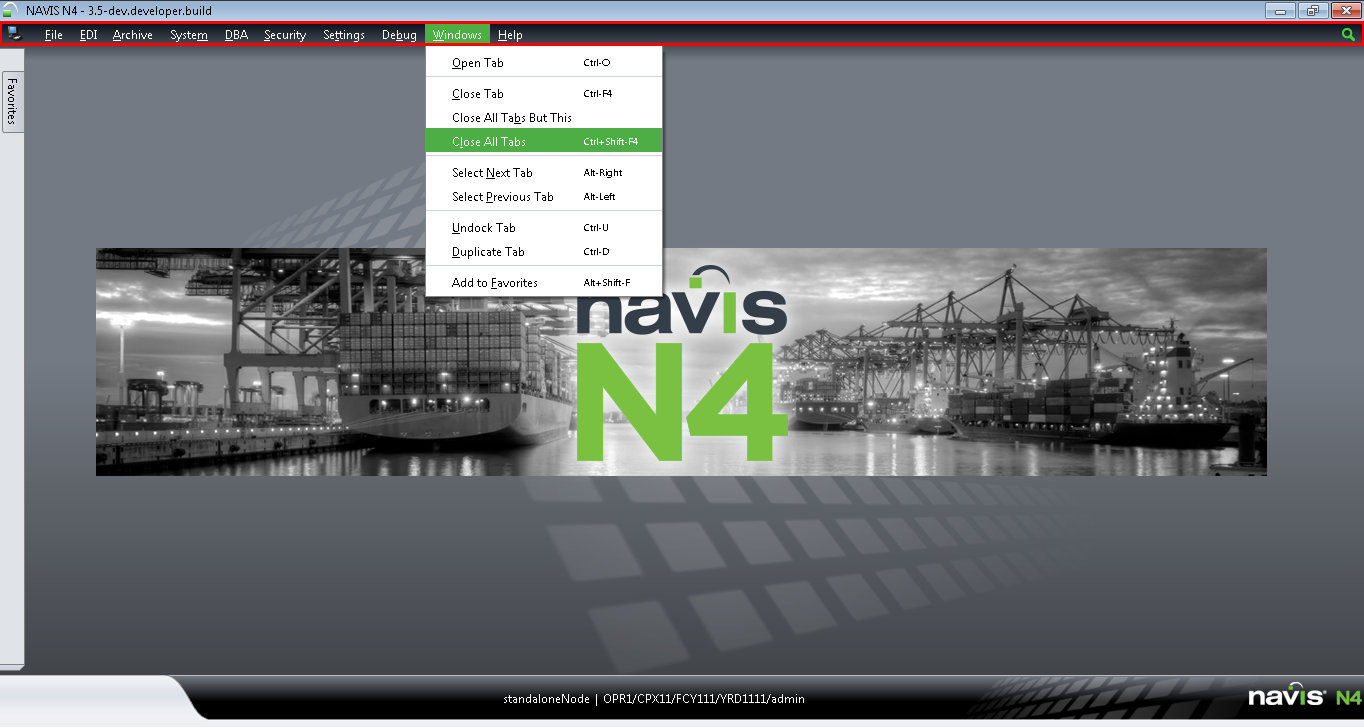 NAVIS N4 - 3.5-dev.developer.build
File EDI Archive System DBA Security Settings Debug Windows Help
Favorites
Open Tab Ctrl-O
Close Tab Ctrl-F4
Close All Tabs But This
Close All Tabs Ctrl+Shift-F4
Select Next Tab Alt-Right
Select Previous Tab Alt-Left
Undock Tab Ctrl-U
Duplicate Tab Ctrl-D
Add to Favorites Alt+Shift-F
navis
N4
standaloneNode | OPR1/CPX11/FCY111/YRD1111/admin
navis® N4